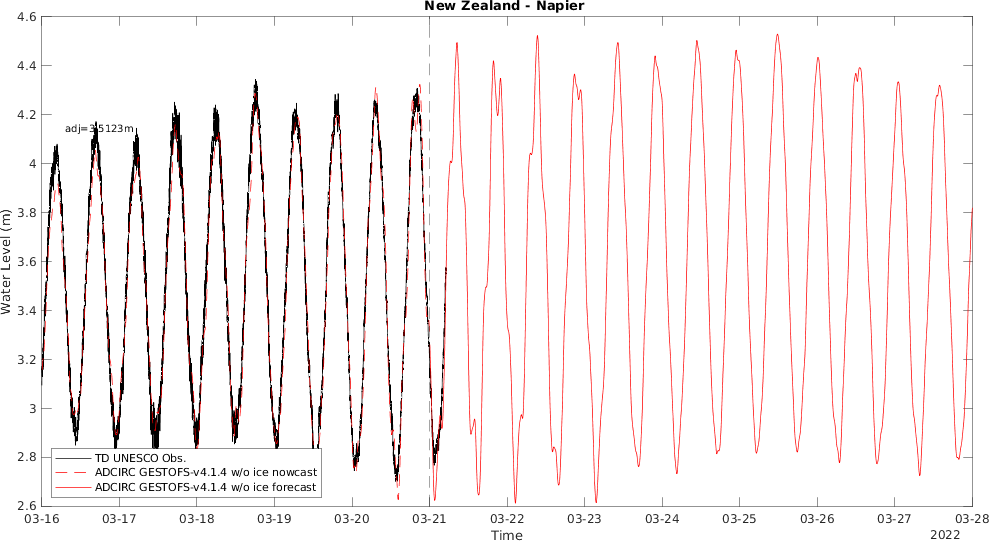 New Zealand - Napier
4.6
4.4
4.2
4
3.8
3.6
3.4
3.2
3
2.8
2.6
Water Level (m)
adj=3.5123m
TD UNESCO Obs.
ADCIRC GESTOFS-v4.1.4 w/o ice nowcast
ADCIRC GESTOFS-v4.1.4 w/o ice forecast
03-16 03-17 03-18 03-19 03-20 03-21 03-22 03-23 03-24 03-25 03-26 03-27 03-28
Time
2022